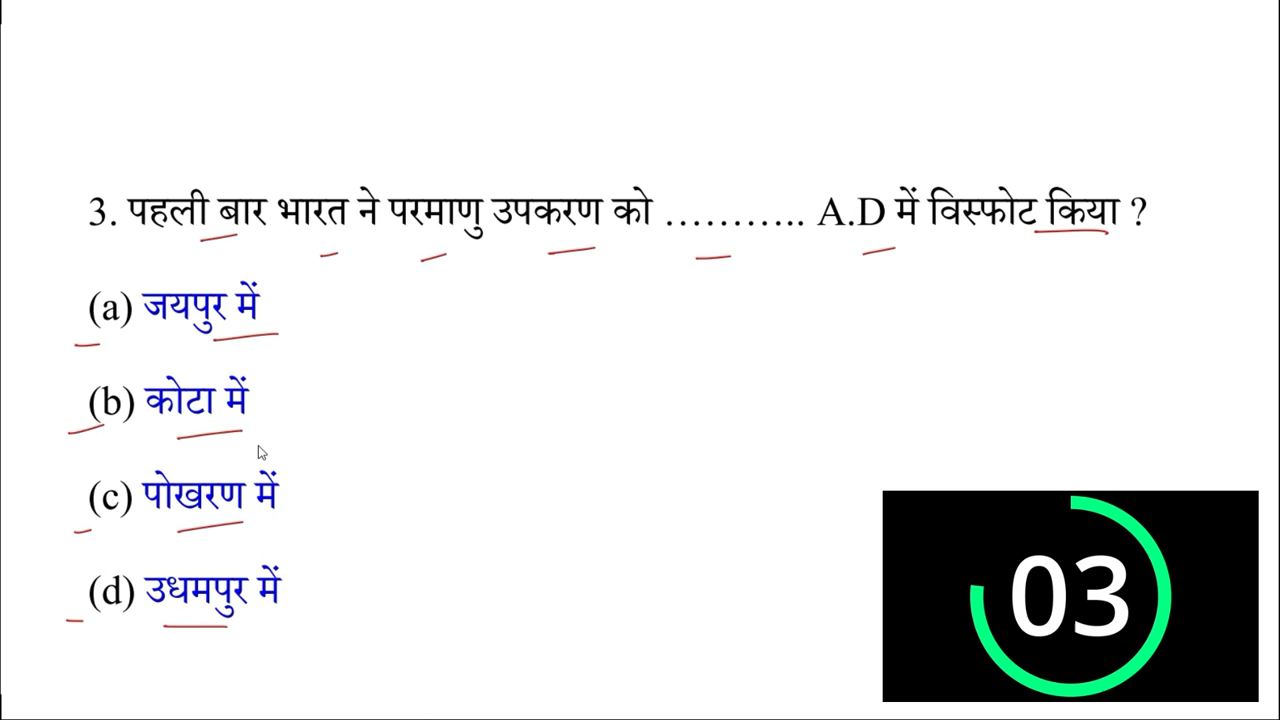 3. पहली बार भारत ने परमाणु उपकरण को ……….. A.D में विस्फोट किया ?
(a) जयपुर में
(b) कोटा में
(c) पोखरण में
(d) उधमपुर में
03